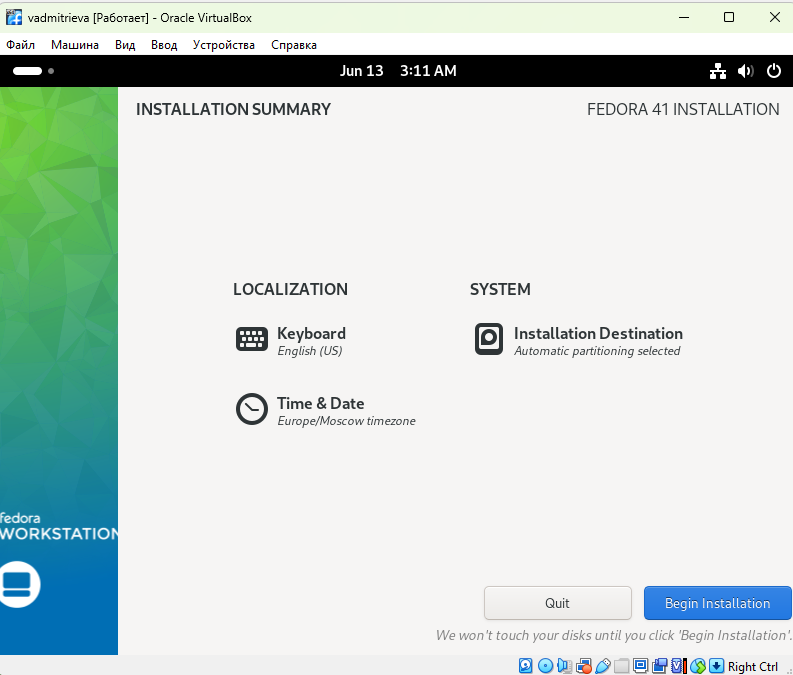 vadmitrieva [Работает] - Oracle VirtualBox
Файл Машина Вид Ввод Устройства Справка
Jun 13 3:11 AM
INSTALLATION SUMMARY
FEDORA 41 INSTALLATION
LOCALIZATION
SYSTEM
Keyboard
English (US)
Installation Destination
Automatic partitioning selected
Time & Date
Europe/Moscow timezone
fedora
WORKSTATION
Quit
Begin Installation
We won't touch your disks until you click 'Begin Installation'.
Right Ctrl